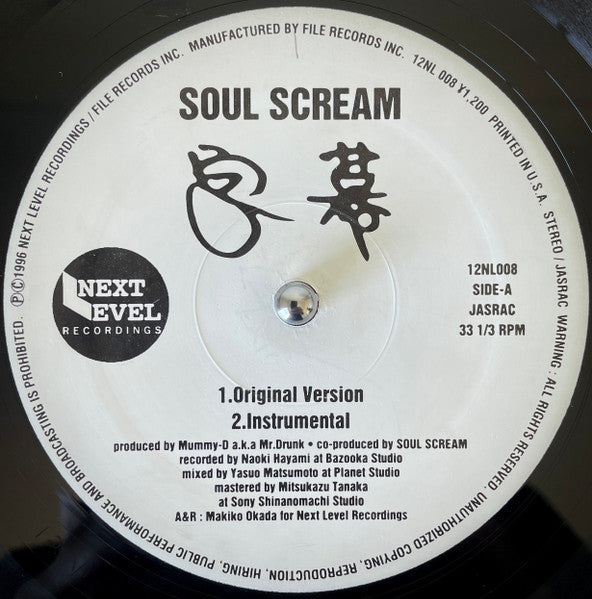 ℗©1996 NEXT LEVEL RECORDINGS / FILE RECORDS INC. MANUFACTURED BY FILE RECORDS INC. 12NL 008 ¥1,200 PRINTED IN U.S.A. STEREO / JASRAC WARNING : ALL RIGHTS RESERVED. UNAUTHORIZED COPYING, REPRODUCTION, HIRING, PUBLIC PERFORMANCE AND BROADCASTING IS PROHIBITED.
SOUL SCREAM
NEXT
LEVEL
RECORDINGS
12NL008
SIDE-A
JASRAC
33 1/3 RPM
1.Original Version
2.Instrumental
produced by Mummy-D a.k.a Mr.Drunk • co-produced by SOUL SCREAM
recorded by Naoki Hayami at Bazooka Studio
mixed by Yasuo Matsumoto at Planet Studio
mastered by Mitsukazu Tanaka
at Sony Shinanomachi Studio
A&R : Makiko Okada for Next Level Recordings